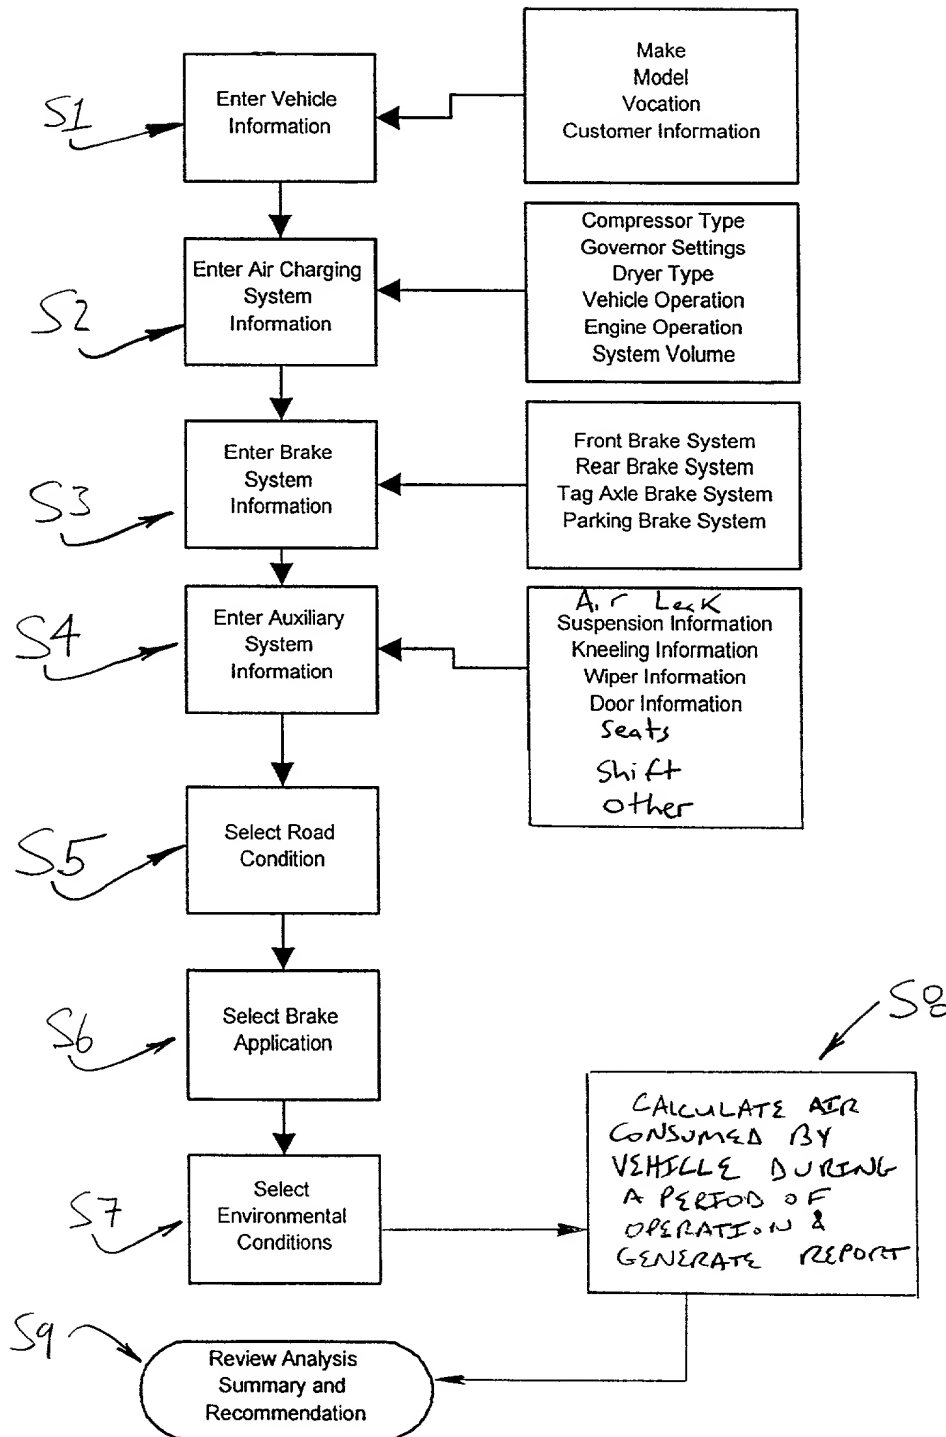 S1
Enter Vehicle
Information
Make
Model
Vocation
Customer Information
S2
Enter Air Charging
System
Information
Compressor Type
Governor Settings
Dryer Type
Vehicle Operation
Engine Operation
System Volume
S3
Enter Brake
System
Information
Front Brake System
Rear Brake System
Tag Axle Brake System
Parking Brake System
S4
Enter Auxiliary
System
Information
Air Leak
Suspension Information
Kneeling Information
Wiper Information
Door Information
Seats
Shift
Other
S5
Select Road
Condition
S6
Select Brake
Application
S7
Select
Environmental
Conditions
S8
CALCULATE AIR
CONSUMED BY
VEHICLE DURING
A PERIOD OF
OPERATION &
GENERATE REPORT
S9
Review Analysis
Summary and
Recommendation